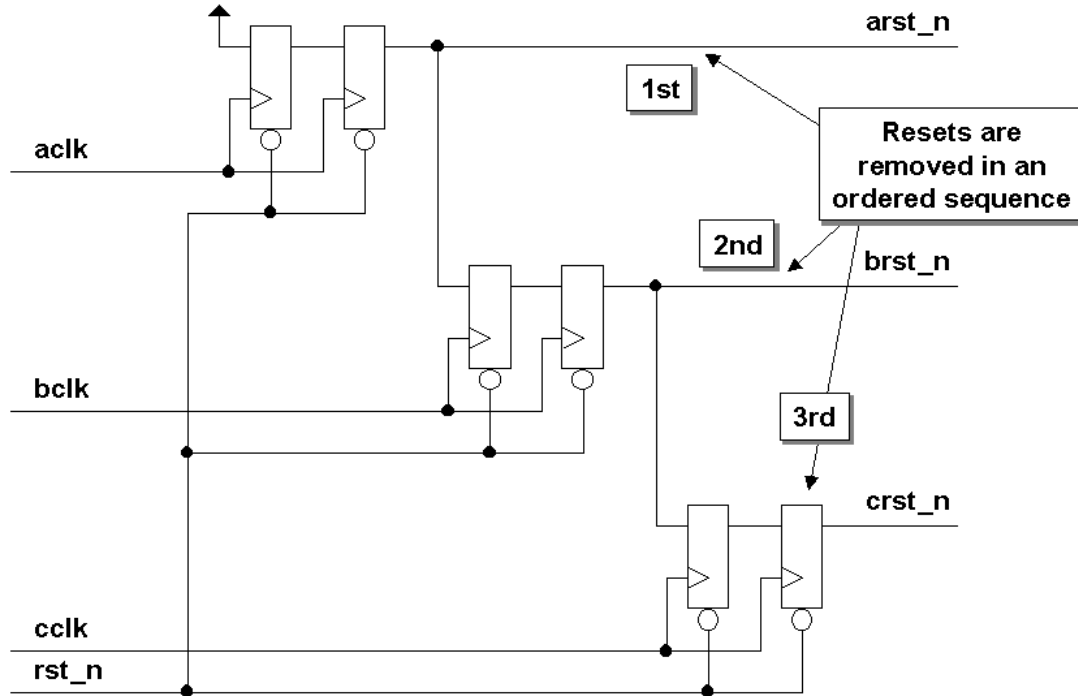 arst_n
1st
Resets are
removed in an
ordered sequence
aclk
2nd
brst_n
bclk
3rd
crst_n
cclk
rst_n